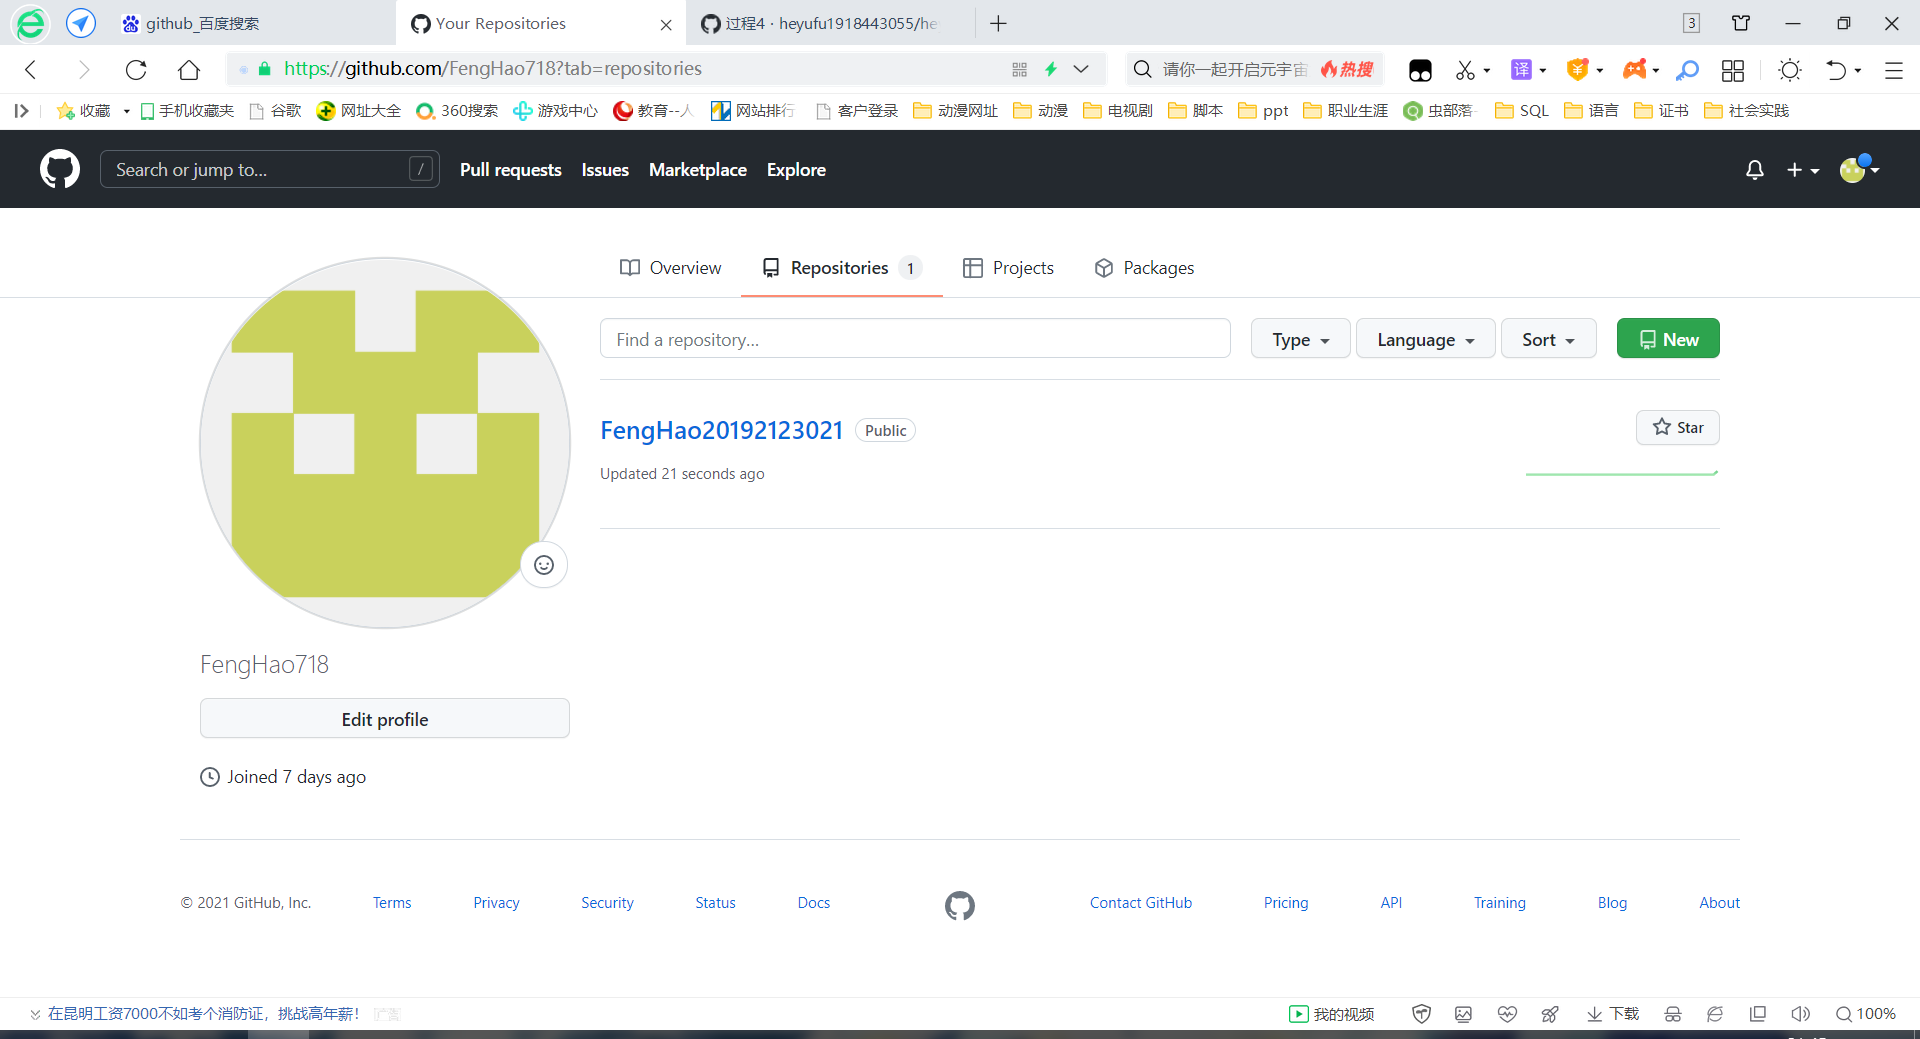 github_百度搜索
Your Repositories
过程4 · heyufu1918443055/he
3
https://github.com/FengHao718?tab=repositories
请你一起开启元宇宙
热搜
译
收藏
手机收藏夹
谷歌
网址大全
360搜索
游戏中心
教育--人
网站排行
客户登录
动漫网址
动漫
电视剧
脚本
ppt
职业生涯
虫部落-
SQL
语言
证书
社会实践
Search or jump to...
/
Pull requests
Issues
Marketplace
Explore
Overview
Repositories 1
Projects
Packages
Find a repository...
Type
Language
Sort
New
FengHao20192123021
Public
Star
Updated 21 seconds ago
FengHao718
Edit profile
Joined 7 days ago
© 2021 GitHub, Inc.
Terms
Privacy
Security
Status
Docs
Contact GitHub
Pricing
API
Training
Blog
About
在昆明工资7000不如考个消防证，挑战高年薪！
广告
我的视频
下载
100%